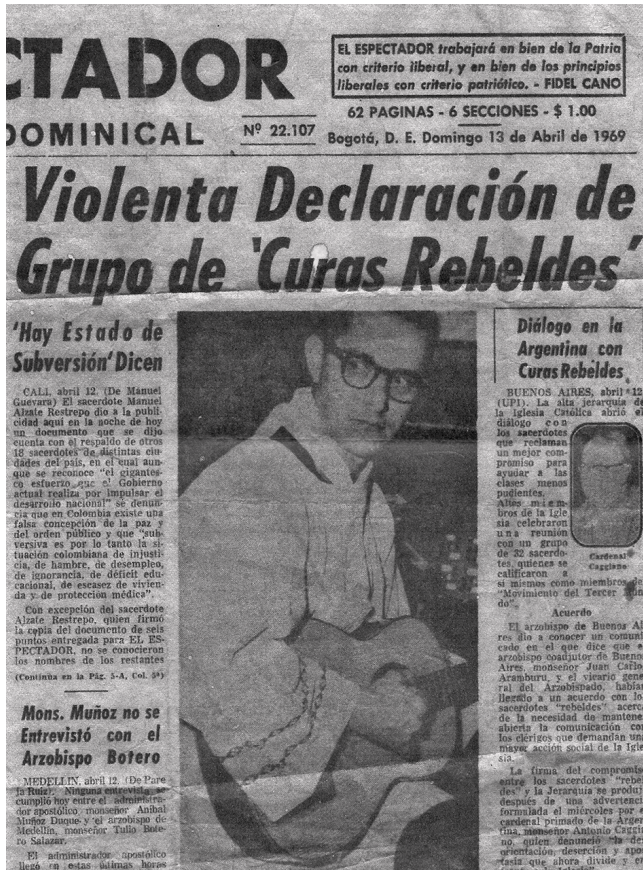 CTADOR
DOMINICAL
Nº 22.107
EL ESPECTADOR trabajará en bien de la Patria
con criterio liberal, y en bien de los principios
liberales con criterio patriótico. - FIDEL CANO
62 PAGINAS - 6 SECCIONES - $ 1.00
Bogotá, D. E. Domingo 13 de Abril de 1969
Violenta Declaración de
Grupo de 'Curas Rebeldes'
'Hay Estado de
Subversión' Dicen
CALI, abril 12. (De Manuel
Guevara) El sacerdote Manuel
Alzate Restrepo dio a la publi-
cidad aquí en la noche de hoy
un documento que se dijo
cuenta con el respaldo de otros
18 sacerdotes de distintas ciu-
dades del país, en el cual aun-
que se reconoce "el gigantes-
co esfuerzo que el Gobierno
actual realiza por impulsar el
desarrollo nacional" se denun-
cia que en Colombia existe una
falsa concepción de la paz y
del orden público y que "sub-
versiva es por lo tanto la si-
tuación colombiana de injusti-
cia, de hambre, de desempleo,
de ignorancia, de déficit edu-
cacional, de escasez de vivien-
da y de protección médica".
Con excepción del sacerdote
Alzate Restrepo, quien firmó
la copia del documento de seis
puntos entregada para EL ES-
PECTADOR, no se conocieron
los nombres de los restantes
(Continúa en la Pág. 5-A, Col. 5ª)
Mons. Muñoz no se
Entrevistó con el
Arzobispo Botero
MEDELLIN, abril 12. (De Pare
ja Ruiz). Ninguna entrevista se
cumplió hoy entre el administra-
dor apostólico, monseñor Aníbal
Muñoz Duque y el arzobispo de
Medellín, monseñor Tulio Bote-
ro Salazar.
El administrador apostólico
llegó en estas últimas horas
Diálogo en la
Argentina con
Curas Rebeldes
BUENOS AIRES, abril 12
(UPI). La alta jerarquía de
la Iglesia Católica abrió el
diálogo con
los sacerdotes
que reclaman
un mejor com-
promiso para
ayudar a las
clases menos
pudientes.
Altos miem-
bros de la Igle
sia celebraron
una reunión
con un grupo
de 32 sacerdo-
tes, quienes se
calificaron a
sí mismos como miembros
"Movimiento del Tercer
do".
Cardenal
Caggiano
Acuerdo
El arzobispo de Buenos Ai
res dio a conocer un comuni
cado en el que dice que el
arzobispo coadjutor de Buenos
Aires, monseñor Juan Carlos
Aramburu, y el vicario gene
ral del Arzobispado, habían
llegado a un acuerdo con los
sacerdotes "rebeldes" acerca
de la necesidad de mantener
abierta la comunicación con
los clérigos que demandan una
mayor acción social de la Igle
sia.
La firma del compromiso
entre los sacerdotes "rebel
des" y la Jerarquía se produjo
después de una advertencia
formulada el miércoles por el
cardenal primado de la Argen
tina, monseñor Antonio Caggia
no, quien denunció "la des
orientación, deserción y apos
tasía que ahora divide y